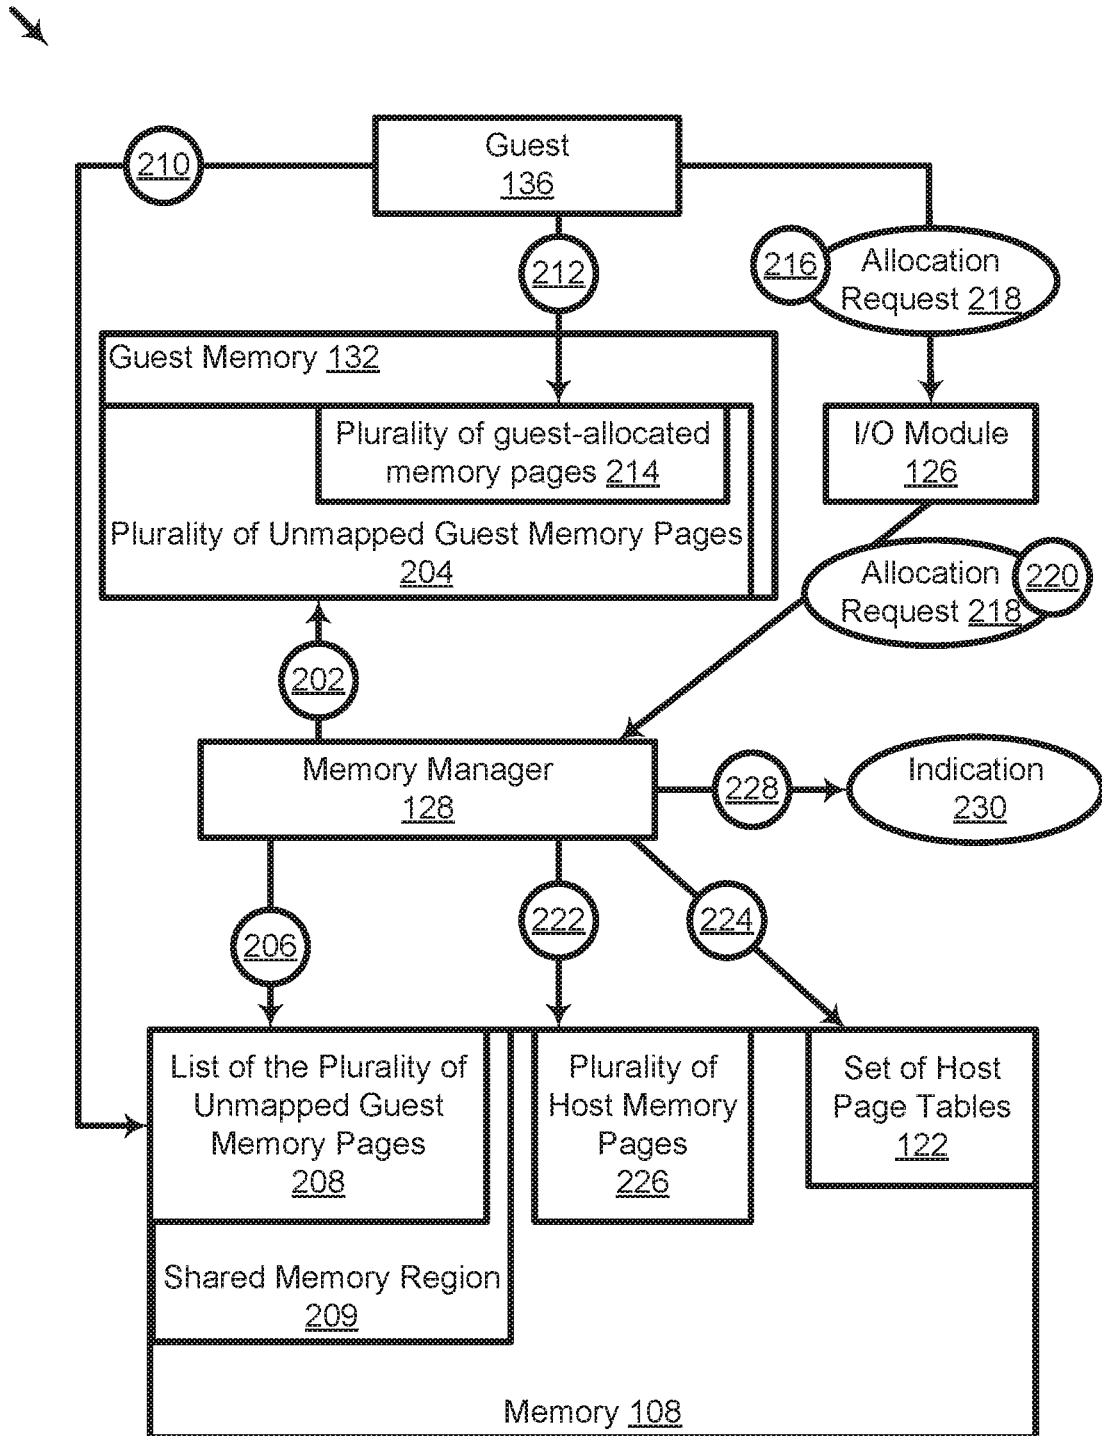 210
Guest
136
212
216
Allocation
Request 218
Guest Memory 132
Plurality of guest-allocated
memory pages 214
I/O Module
126
Plurality of Unmapped Guest Memory Pages
204
Allocation
Request 218
220
202
Memory Manager
128
228
Indication
230
206
222
224
List of the Plurality of
Unmapped Guest
Memory Pages
208
Plurality of
Host Memory
Pages
226
Set of Host
Page Tables
122
Shared Memory Region
209
Memory 108